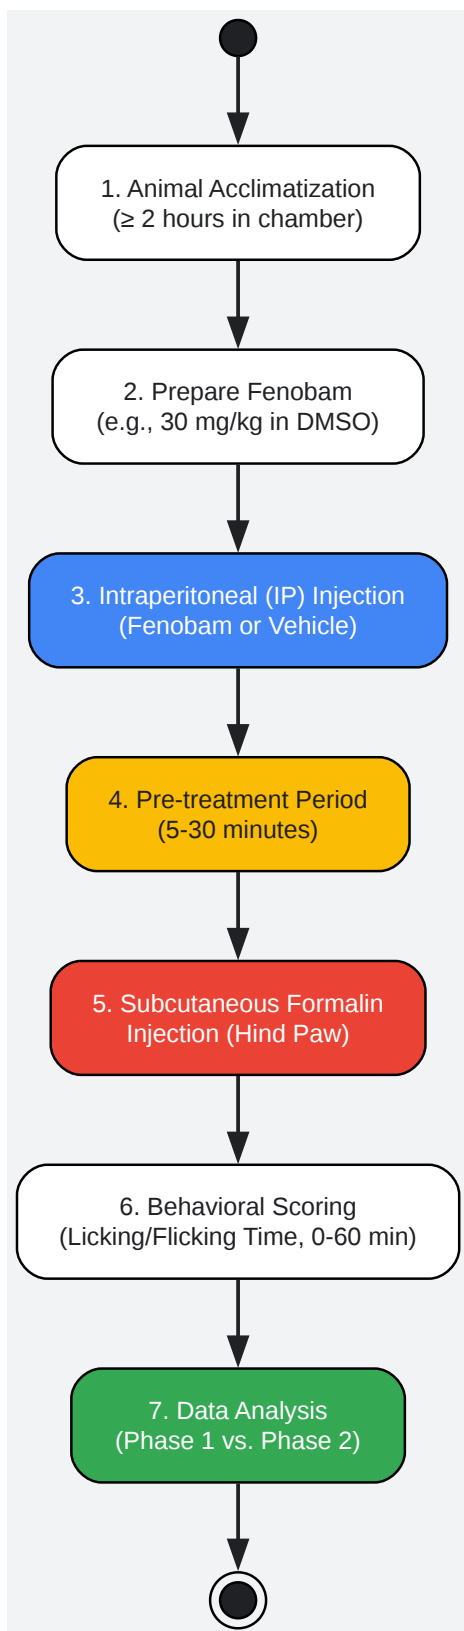 1. Animal Acclimatization
(≥ 2 hours in chamber)
2. Prepare Fenobam
(e.g., 30 mg/kg in DMSO)
3. Intraperitoneal (IP) Injection
(Fenobam or Vehicle)
4. Pre-treatment Period
(5-30 minutes)
5. Subcutaneous Formalin
Injection (Hind Paw)
6. Behavioral Scoring
(Licking/Flicking Time, 0-60 min)
7. Data Analysis
(Phase 1 vs. Phase 2)